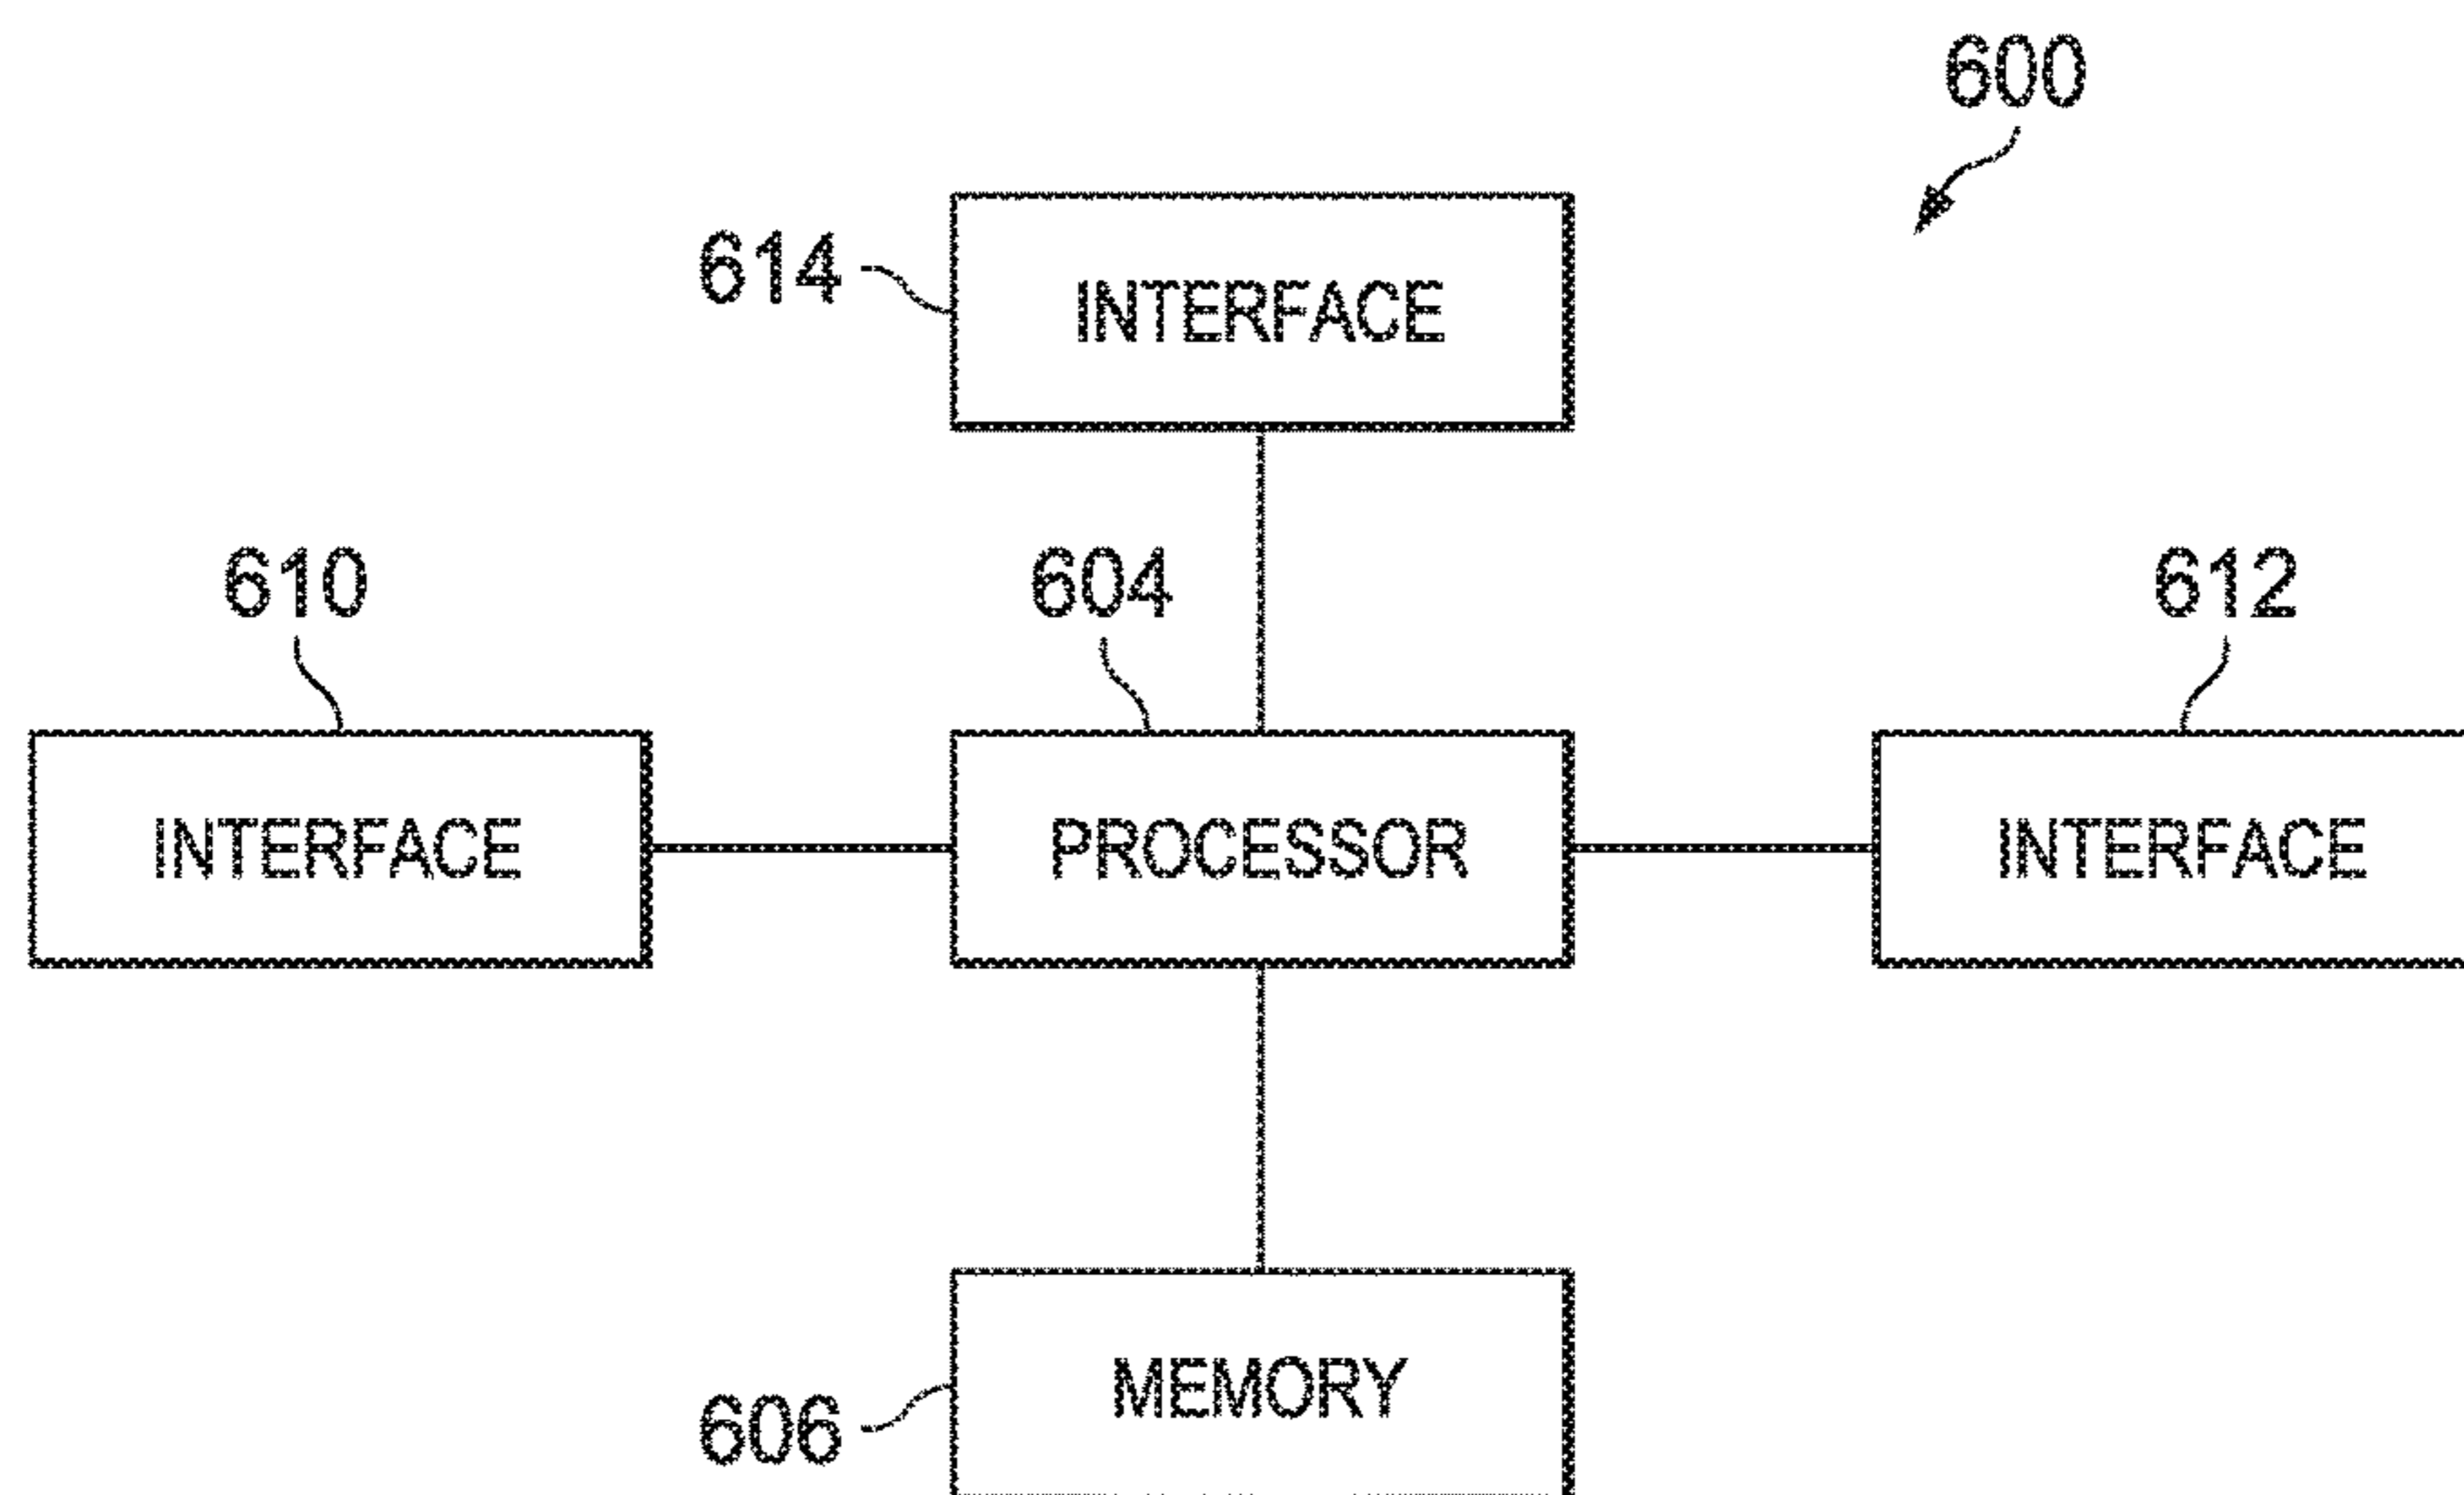 600
614
INTERFACE
610
604
612
INTERFACE
PROCESSOR
INTERFACE
MEMORY
606